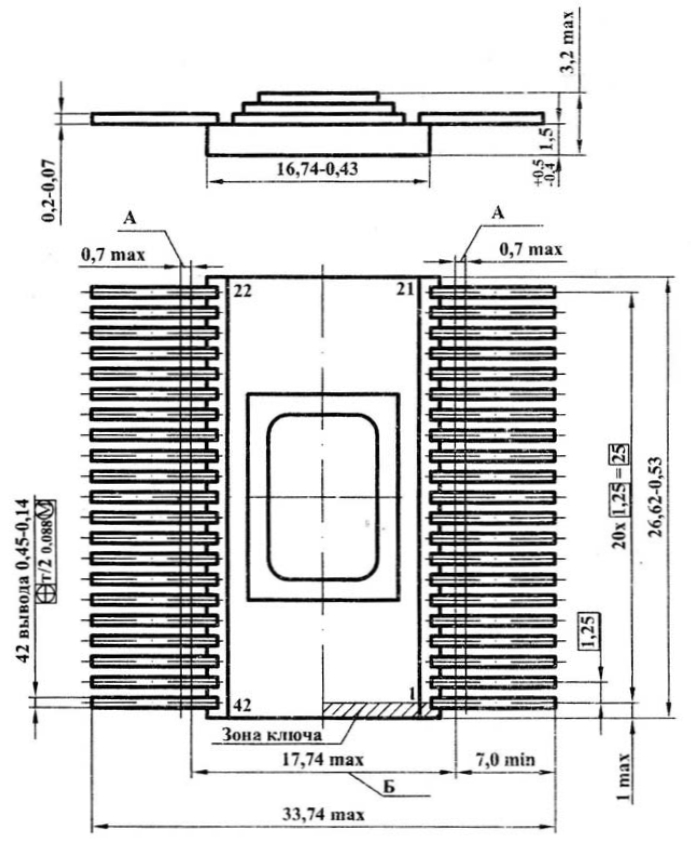 3,2 max
1,5
+0,5
-0,4
16,74-0,43
0,2-0,07
А
А
0,7 max
0,7 max
22
21
20x 1,25 = 25
26,62-0,53
42 вывода 0,45-0,14
⌖ т/2 0.088 Ⓜ
1,25
42
1
Зона ключа
17,74 max
7,0 min
1 max
Б
33,74 max